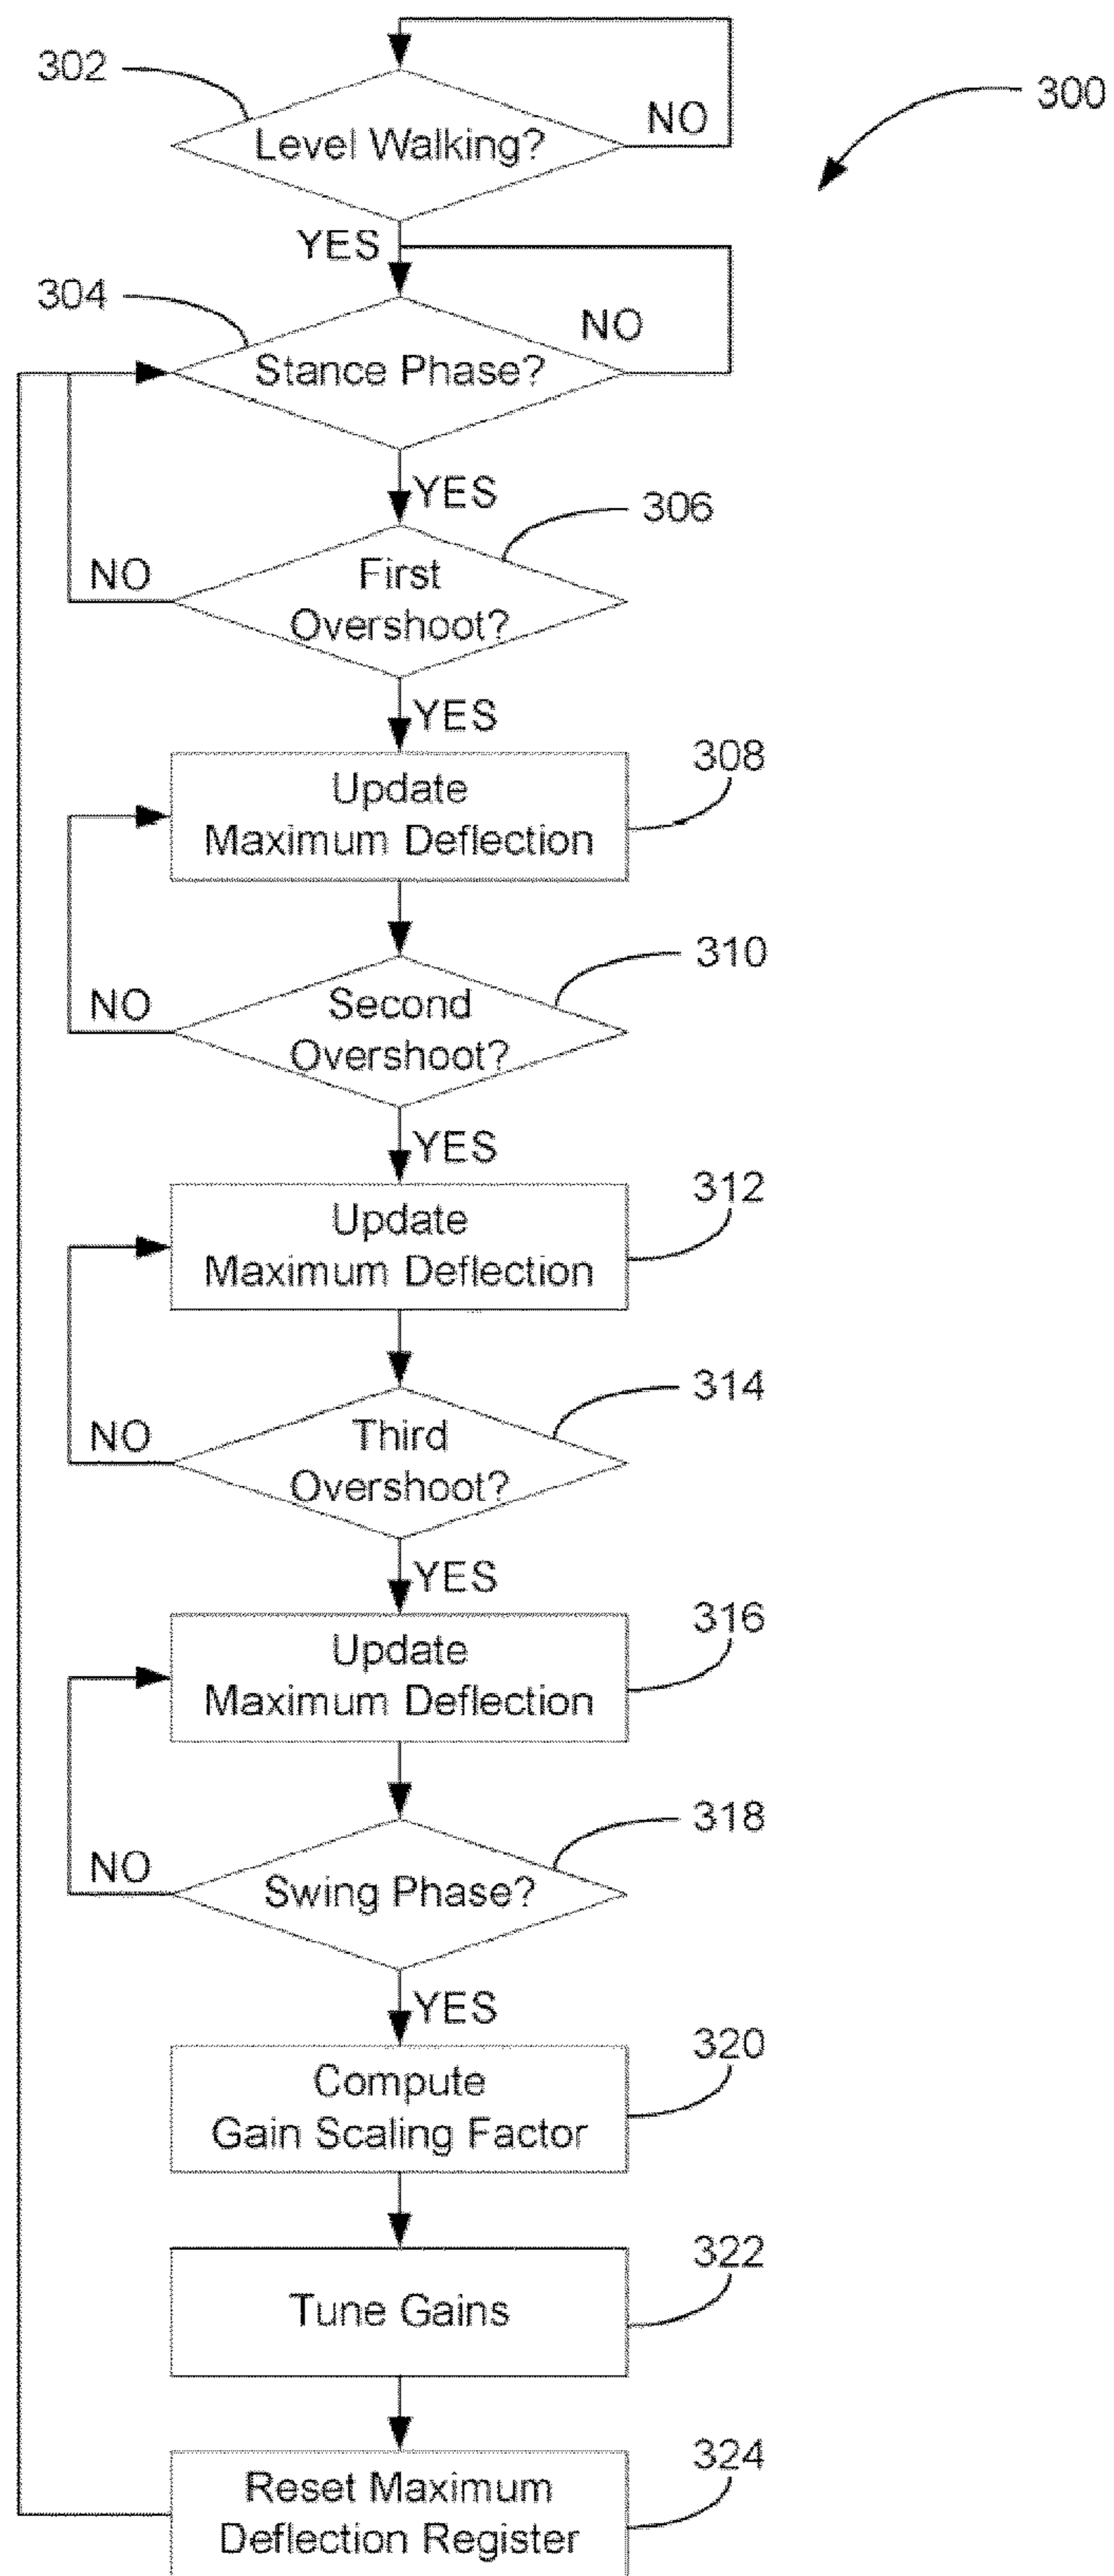 302
300
NO
Level Walking?
YES
304
NO
Stance Phase?
YES
306
NO
First
Overshoot?
YES
308
Update
Maximum Deflection
310
NO
Second
Overshoot?
YES
312
Update
Maximum Deflection
314
NO
Third
Overshoot?
YES
316
Update
Maximum Deflection
318
NO
Swing Phase?
YES
320
Compute
Gain Scaling Factor
322
Tune Gains
324
Reset Maximum
Deflection Register